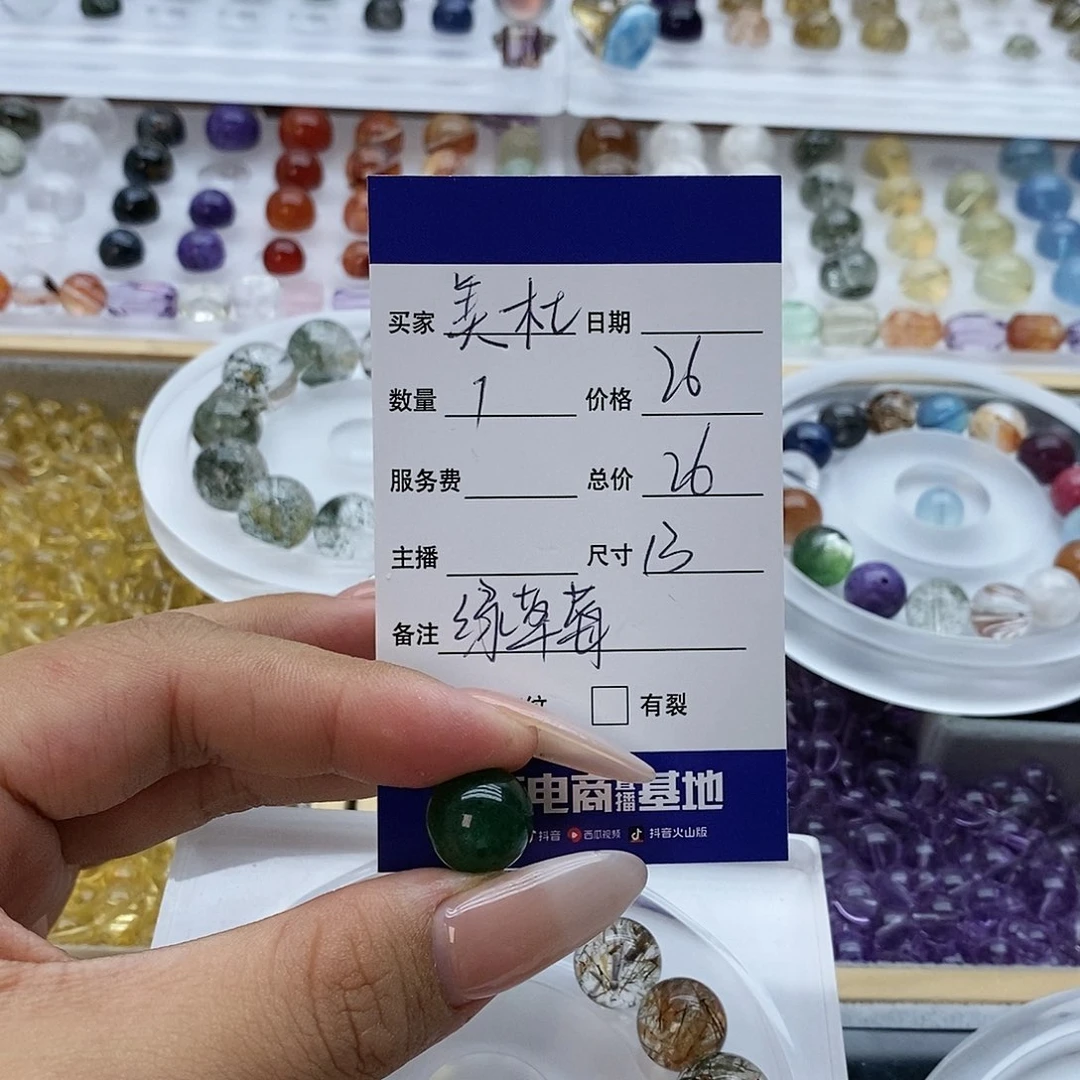 买家 美杜 日期
数量 1 价格 26
服务费 总价 26
主播 尺寸 13
备注 绿草莓
纹 有裂
电商直播基地
抖音 西瓜视频 抖音火山版